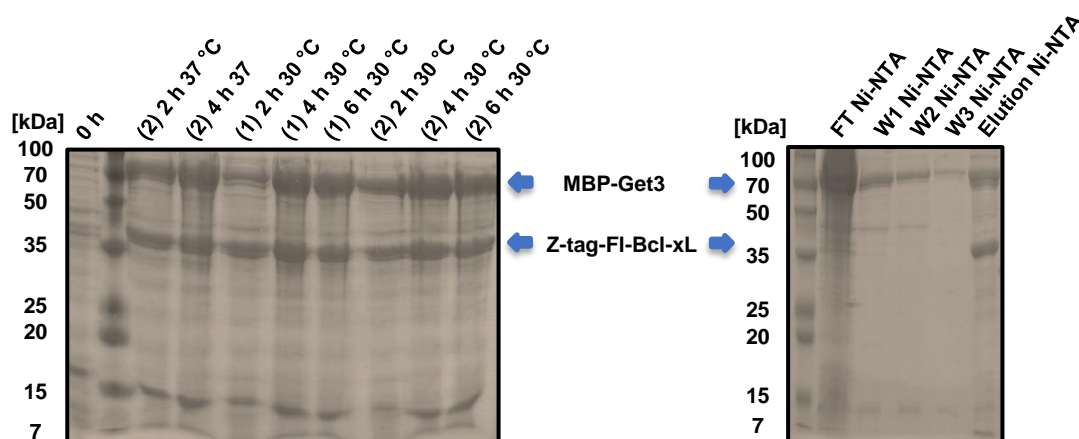 [kDa]
0 h
(2) 2 h 37 °C
(2) 4 h 37
(1) 2 h 30 °C
(1) 4 h 30 °C
(1) 6 h 30 °C
(2) 2 h 30 °C
(2) 4 h 30 °C
(2) 6 h 30 °C
100
70
50
35
25
20
15
7
MBP-Get3
Z-tag-Fl-Bcl-xL
[kDa]
FT Ni-NTA
W1 Ni-NTA
W2 Ni-NTA
W3 Ni-NTA
Elution Ni-NTA
100
70
50
35
25
20
15
7